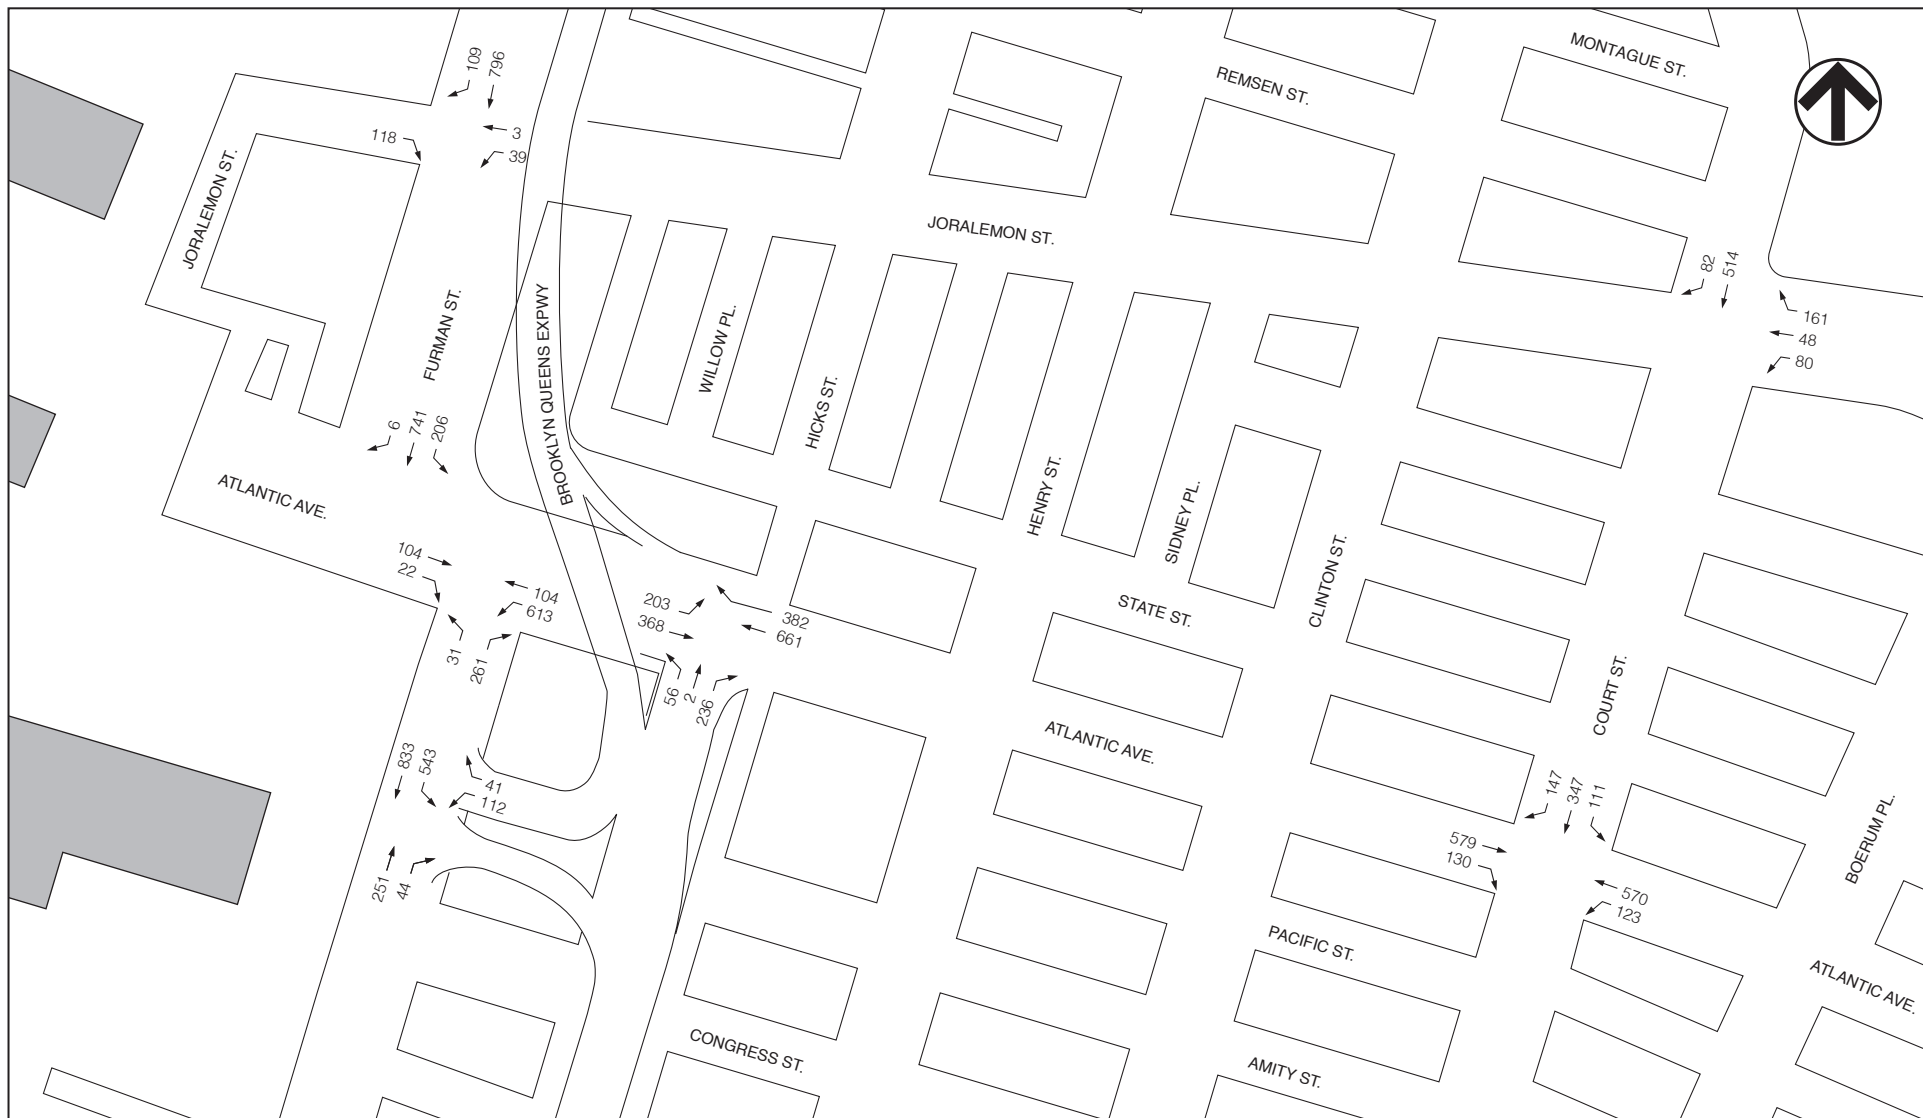 MONTAGUE ST.
REMSEN ST.
109
796
3
39
118
JORALEMON ST.
JORALEMON ST.
82
514
161
48
80
FURMAN ST.
BROOKLYN QUEENS EXPWY
WILLOW PL.
HICKS ST.
HENRY ST.
SIDNEY PL.
CLINTON ST.
6
741
206
ATLANTIC AVE.
104
22
104
613
31
261
203
368
382
661
56
2
236
STATE ST.
COURT ST.
ATLANTIC AVE.
833
543
41
112
251
44
147
347
111
579
130
570
123
BOERUM PL.
PACIFIC ST.
ATLANTIC AVE.
CONGRESS ST.
AMITY ST.